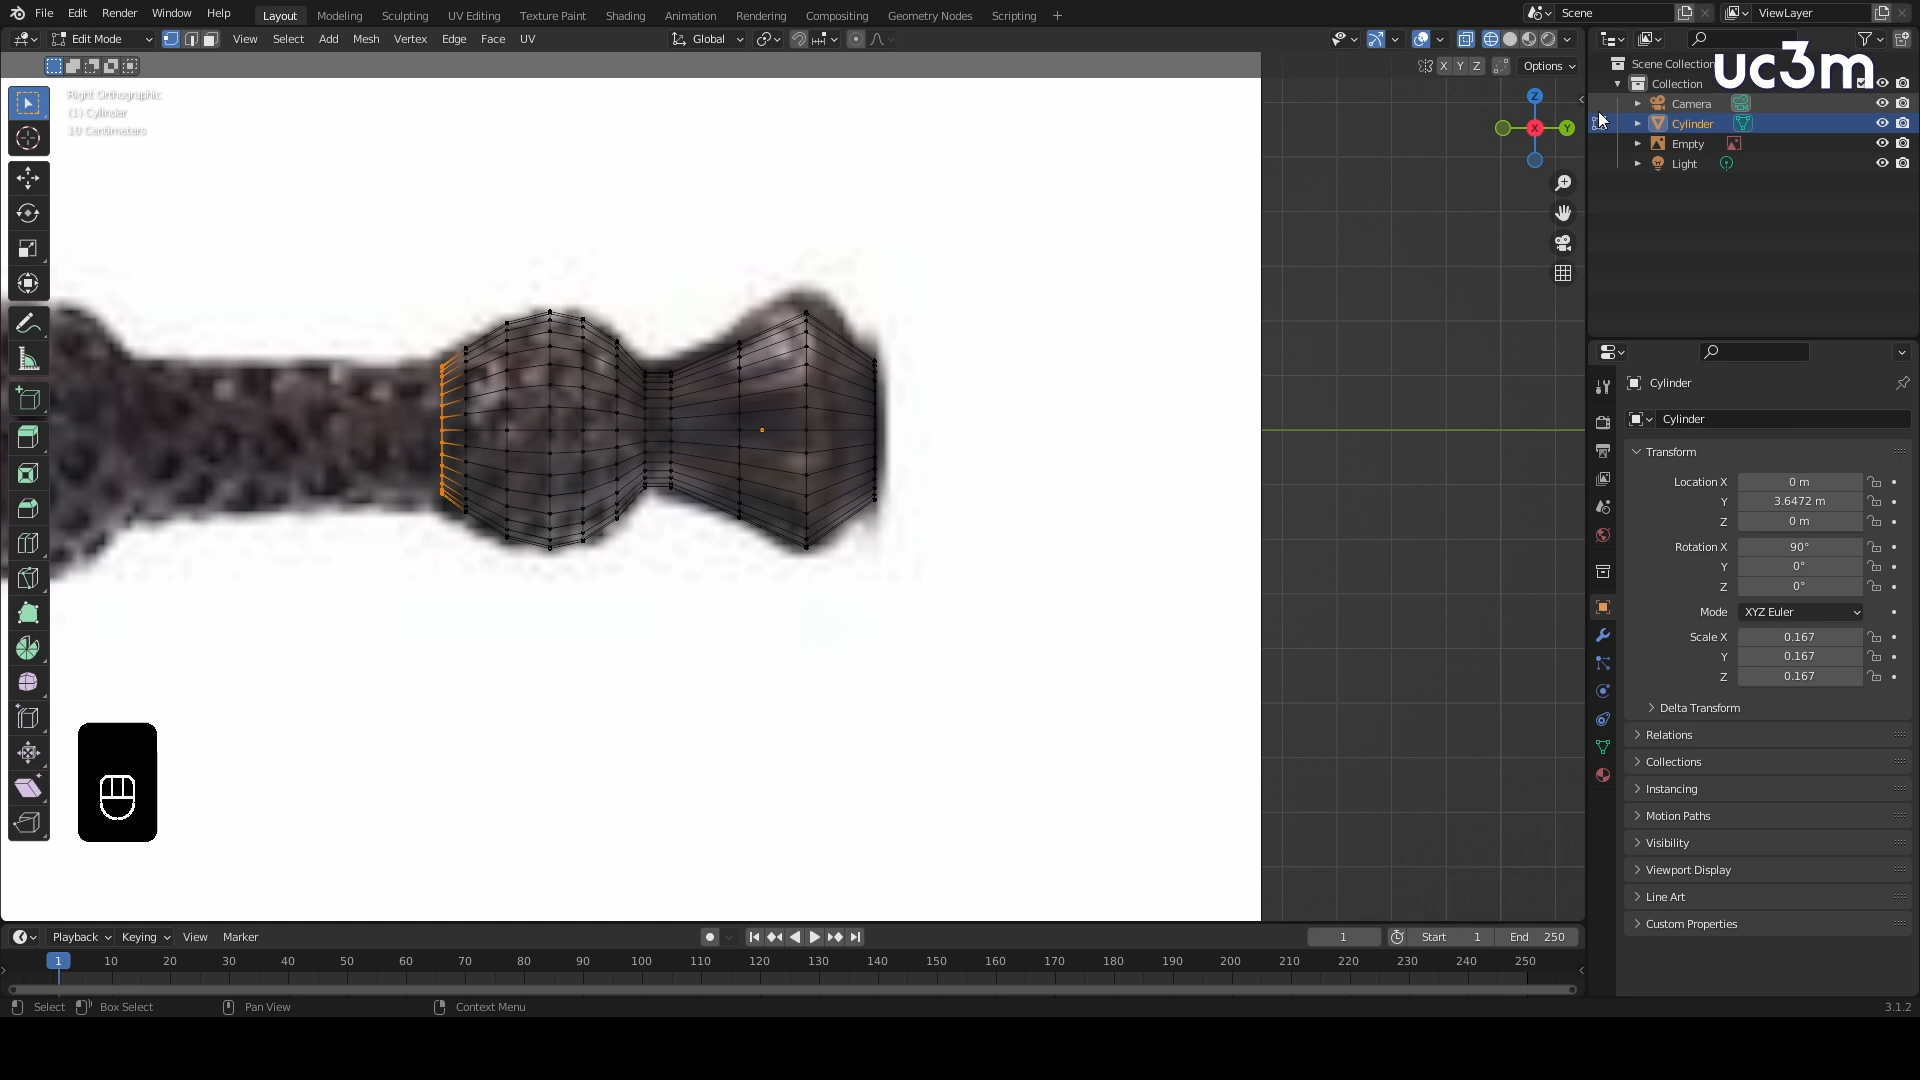 File Edit Render Window Help Layout Modeling Sculpting UV Editing Texture Paint Shading Animation Rendering Compositing Geometry Nodes Scripting + Scene ViewLayer
Edit Mode View Select Add Mesh Vertex Edge Face UV Global
X Y Z Options
uc3m
Right Orthographic
(1) Cylinder
10 Centimeters
Z
X
Y
Scene Collection
Collection
Camera
Cylinder
Empty
Light
Cylinder
Cylinder
Transform
Location X 0 m
Y 3.6472 m
Z 0 m
Rotation X 90°
Y 0°
Z 0°
Mode XYZ Euler
Scale X 0.167
Y 0.167
Z 0.167
Delta Transform
Relations
Collections
Instancing
Motion Paths
Visibility
Viewport Display
Line Art
Custom Properties
Playback Keying View Marker 1 Start 1 End 250
1 10 20 30 40 50 60 70 80 90 100 110 120 130 140 150 160 170 180 190 200 210 220 230 240 250
Select Box Select Pan View Context Menu 3.1.2